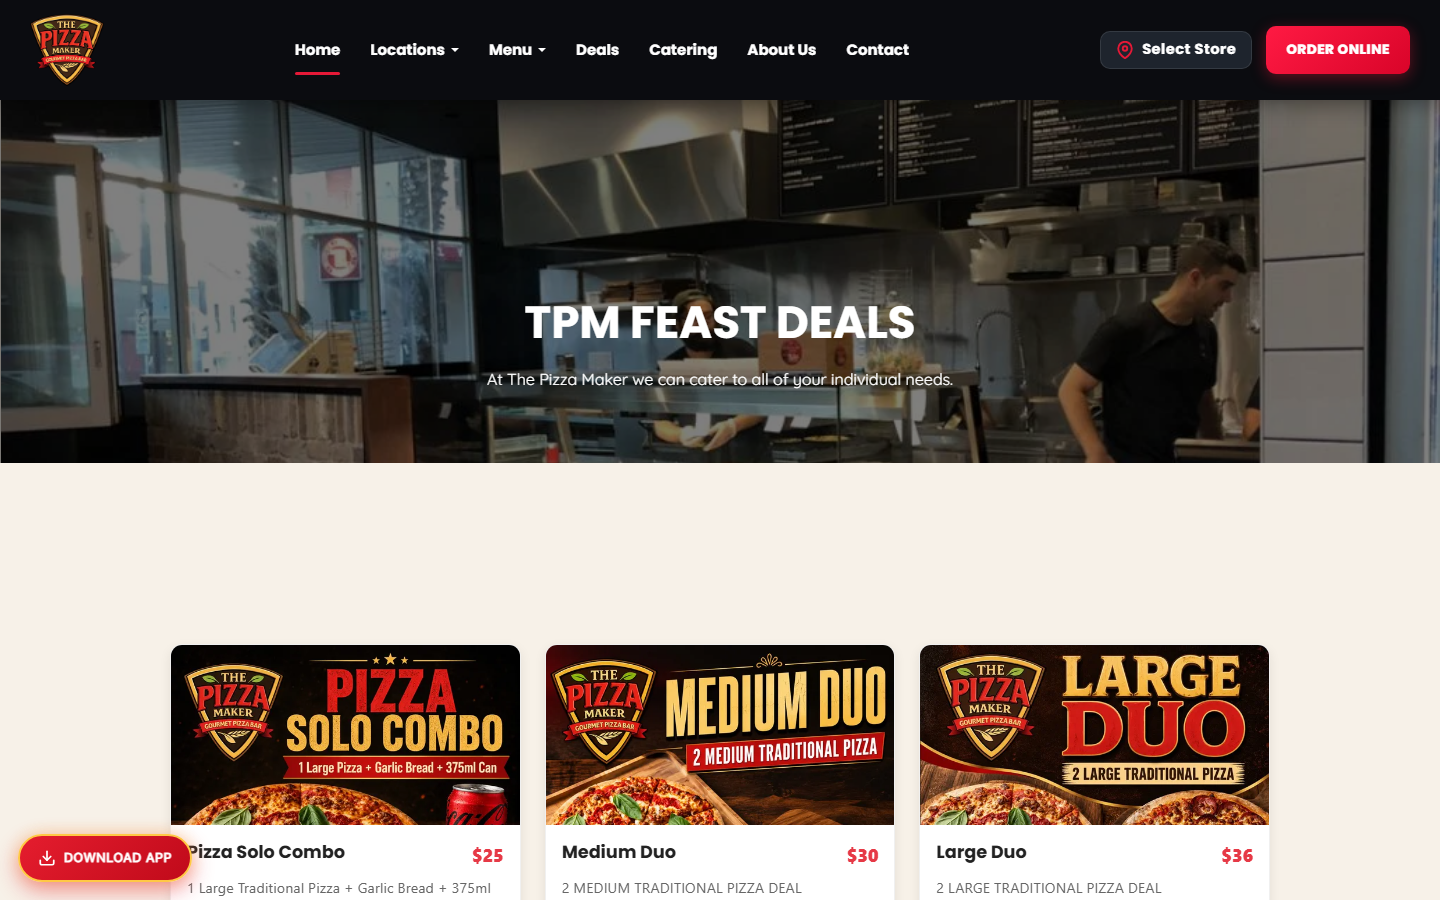 THE
PIZZA
MAKER
GOURMET PIZZA BAR
Home
Locations
Menu
Deals
Catering
About Us
Contact
Select Store
ORDER ONLINE
TPM FEAST DEALS
At The Pizza Maker we can cater to all of your individual needs.
THE
PIZZA
MAKER
GOURMET PIZZA BAR
PIZZA
SOLO COMBO
1 Large Pizza + Garlic Bread + 375ml Can
THE
PIZZA
MAKER
GOURMET PIZZA BAR
MEDIUM DUO
2 MEDIUM TRADITIONAL PIZZA
THE
PIZZA
MAKER
GOURMET PIZZA BAR
LARGE
DUO
2 LARGE TRADITIONAL PIZZA
Pizza Solo Combo
$25
1 Large Traditional Pizza + Garlic Bread + 375ml
Medium Duo
$30
2 MEDIUM TRADITIONAL PIZZA DEAL
Large Duo
$36
2 LARGE TRADITIONAL PIZZA DEAL
DOWNLOAD APP